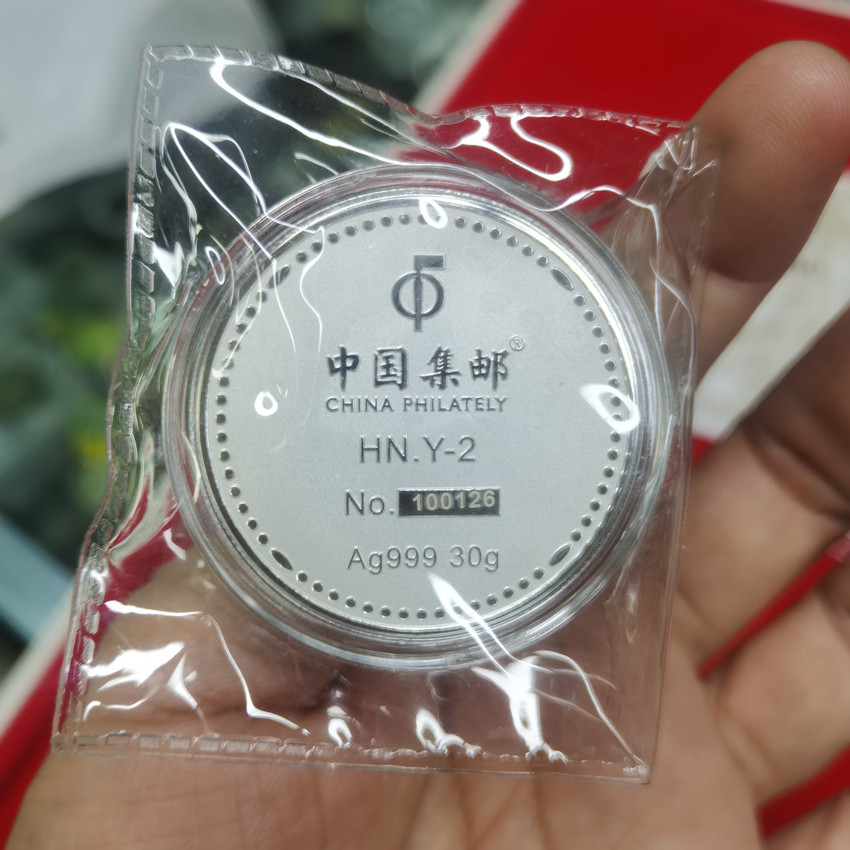 中国集邮®
CHINA PHILATELY
HN.Y-2
No. 100126
Ag999 30g